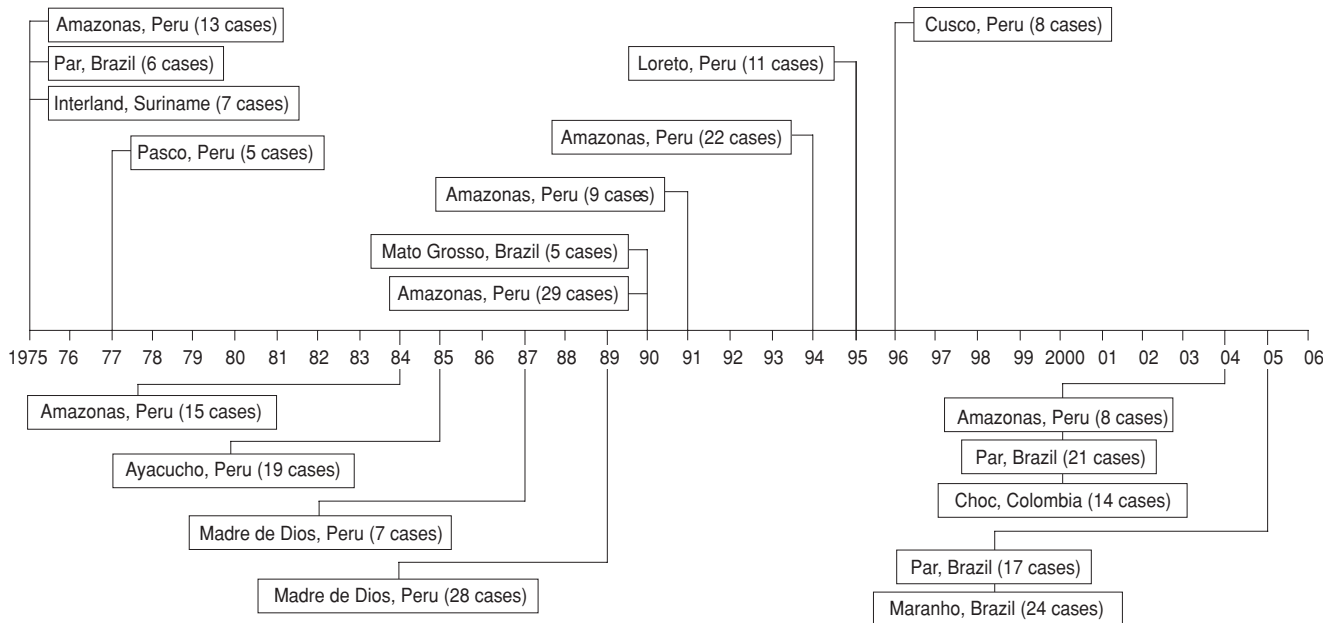 Amazonas, Peru (13 cases)
Par, Brazil (6 cases)
Interland, Suriname (7 cases)
Pasco, Peru (5 cases)
Cusco, Peru (8 cases)
Loreto, Peru (11 cases)
Amazonas, Peru (22 cases)
Amazonas, Peru (9 cases)
Mato Grosso, Brazil (5 cases)
Amazonas, Peru (29 cases)
1975 76 77 78 79 80 81 82 83 84 85 86 87 88 89 90 91 92 93 94 95 96 97 98 99 2000 01 02 03 04 05 06
Amazonas, Peru (15 cases)
Ayacucho, Peru (19 cases)
Madre de Dios, Peru (7 cases)
Madre de Dios, Peru (28 cases)
Amazonas, Peru (8 cases)
Par, Brazil (21 cases)
Choc, Colombia (14 cases)
Par, Brazil (17 cases)
Maranho, Brazil (24 cases)